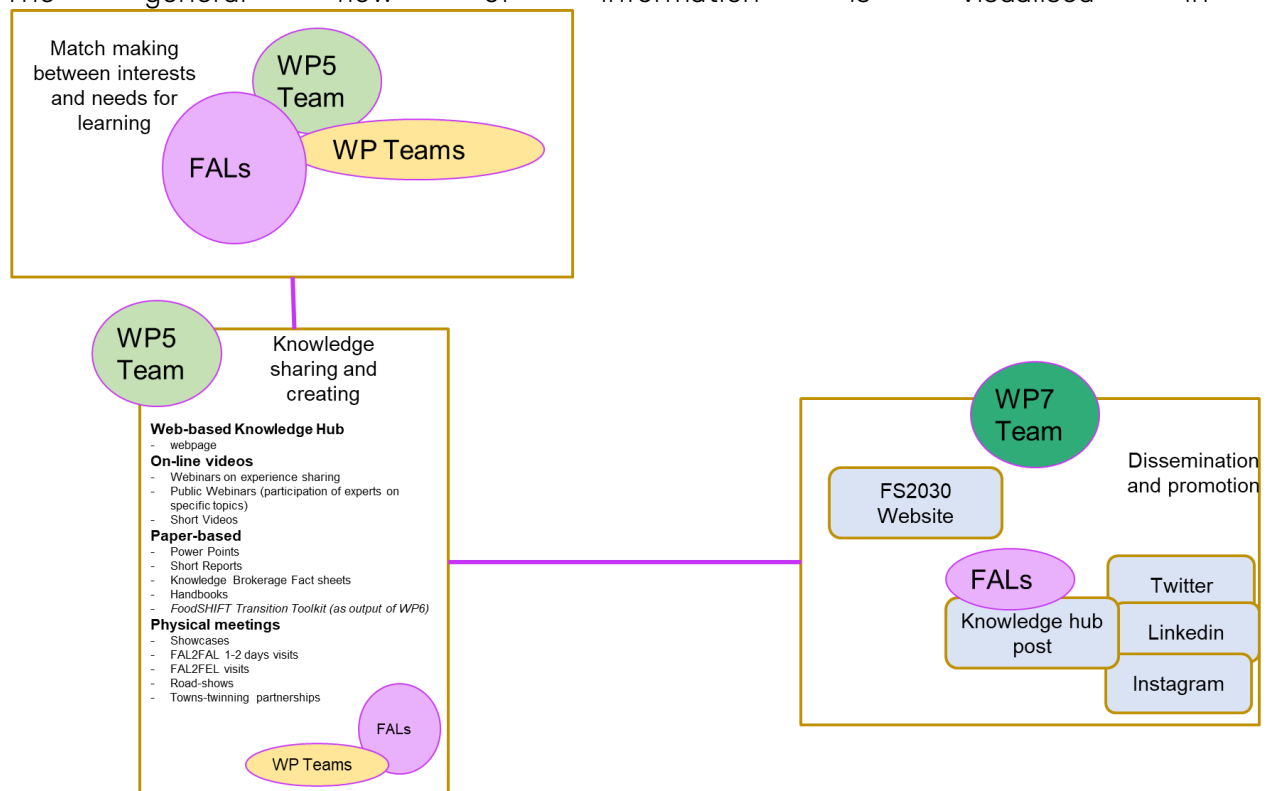 The general flow of information is visualised in
Match making
between interests
and needs for
learning
WP5
Team
FALs
WP Teams
WP5
Team
Knowledge
sharing and
creating
Web-based Knowledge Hub
- webpage
On-line videos
- Webinars on experience sharing
- Public Webinars (participation of experts on
specific topics)
- Short Videos
Paper-based
- Power Points
- Short Reports
- Knowledge Brokerage Fact sheets
- Handbooks
- FoodSHIFT Transition Toolkit (as output of WP6)
Physical meetings
- Showcases
- FAL2FAL 1-2 days visits
- FAL2FEL visits
- Road-shows
- Towns-twinning partnerships
FALs
WP Teams
WP7
Team
Dissemination
and promotion
FS2030
Website
FALs
Knowledge hub
post
Twitter
Linkedin
Instagram